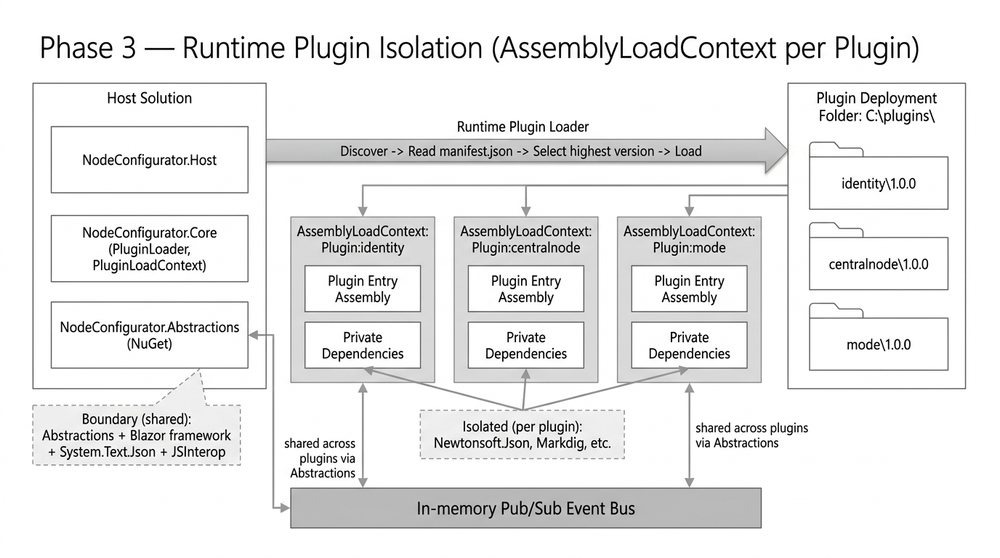 Phase 3 — Runtime Plugin Isolation (AssemblyLoadContext per Plugin)
Host Solution
NodeConfigurator.Host
NodeConfigurator.Core
(PluginLoader,
PluginLoadContext)
NodeConfigurator.Abstractions
(NuGet)
Boundary (shared):
Abstractions + Blazor framework
+ System.Text.Json + JSInterop
Runtime Plugin Loader
Discover -> Read manifest.json -> Select highest version -> Load
AssemblyLoadContext:
Plugin:identity
Plugin Entry
Assembly
Private
Dependencies
AssemblyLoadContext:
Plugin:centralnode
Plugin Entry
Assembly
Private
Dependencies
AssemblyLoadContext:
Plugin:mode
Plugin Entry
Assembly
Private
Dependencies
Plugin Deployment
Folder: C:\plugins\
identity\1.0.0
centralnode\1.0.0
mode\1.0.0
Isolated (per plugin):
Newtonsoft.Json, Markdig, etc.
shared across
plugins via
Abstractions
shared across plugins
via Abstractions
In-memory Pub/Sub Event Bus